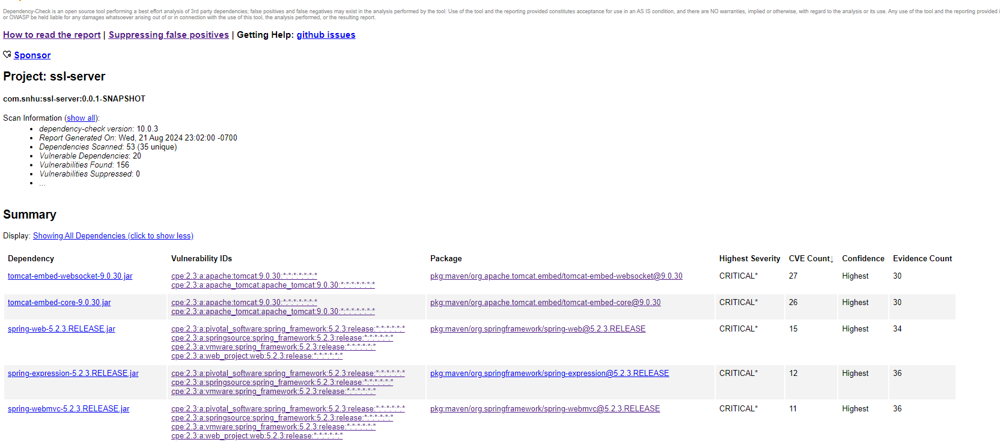 Dependency-Check is an open source tool performing a best effort analysis of 3rd party dependencies; false positives and false negatives may exist in the analysis performed by the tool. Use of the tool and the reporting provided constitutes acceptance for use in an AS IS condition, and there are NO warranties, implied or otherwise, with regard to the analysis or its use. Any use of the tool and the reporting provided
or OWASP be held liable for any damages whatsoever arising out of or in connection with the use of this tool, the analysis performed, or the resulting report.
How to read the report | Suppressing false positives | Getting Help: github issues
Sponsor
Project: ssl-server
com.snhu:ssl-server:0.0.1-SNAPSHOT
Scan Information (show all):
• dependency-check version: 10.0.3
• Report Generated On: Wed, 21 Aug 2024 23:02:00 -0700
• Dependencies Scanned: 53 (35 unique)
• Vulnerable Dependencies: 20
• Vulnerabilities Found: 156
• Vulnerabilities Suppressed: 0
• ...
Summary
Display: Showing All Dependencies (click to show less)
Dependency Vulnerability IDs Package Highest Severity CVE Count↓ Confidence Evidence Count
tomcat-embed-websocket-9.0.30.jar cpe:2.3:a:apache:tomcat:9.0.30:*:*:*:*:*:*:* pkg:maven/org.apache.tomcat.embed/tomcat-embed-websocket@9.0.30 CRITICAL* 27 Highest 30
cpe:2.3:a:apache_tomcat:apache_tomcat:9.0.30:*:*:*:*:*:*:*
tomcat-embed-core-9.0.30.jar cpe:2.3:a:apache:tomcat:9.0.30:*:*:*:*:*:*:* pkg:maven/org.apache.tomcat.embed/tomcat-embed-core@9.0.30 CRITICAL* 26 Highest 30
cpe:2.3:a:apache_tomcat:apache_tomcat:9.0.30:*:*:*:*:*:*:*
spring-web-5.2.3.RELEASE.jar cpe:2.3:a:pivotal_software:spring_framework:5.2.3:release:*:*:*:*:*:* pkg:maven/org.springframework/spring-web@5.2.3.RELEASE CRITICAL* 15 Highest 34
cpe:2.3:a:springsource:spring_framework:5.2.3:release:*:*:*:*:*:*
cpe:2.3:a:vmware:spring_framework:5.2.3:release:*:*:*:*:*:*
cpe:2.3:a:web_project:web:5.2.3:release:*:*:*:*:*:*
spring-expression-5.2.3.RELEASE.jar cpe:2.3:a:pivotal_software:spring_framework:5.2.3:release:*:*:*:*:*:* pkg:maven/org.springframework/spring-expression@5.2.3.RELEASE CRITICAL* 12 Highest 36
cpe:2.3:a:springsource:spring_framework:5.2.3:release:*:*:*:*:*:*
cpe:2.3:a:vmware:spring_framework:5.2.3:release:*:*:*:*:*:*
spring-webmvc-5.2.3.RELEASE.jar cpe:2.3:a:pivotal_software:spring_framework:5.2.3:release:*:*:*:*:*:* pkg:maven/org.springframework/spring-webmvc@5.2.3.RELEASE CRITICAL* 11 Highest 36
cpe:2.3:a:springsource:spring_framework:5.2.3:release:*:*:*:*:*:*
cpe:2.3:a:vmware:spring_framework:5.2.3:release:*:*:*:*:*:*
cpe:2.3:a:web_project:web:5.2.3:release:*:*:*:*:*:*